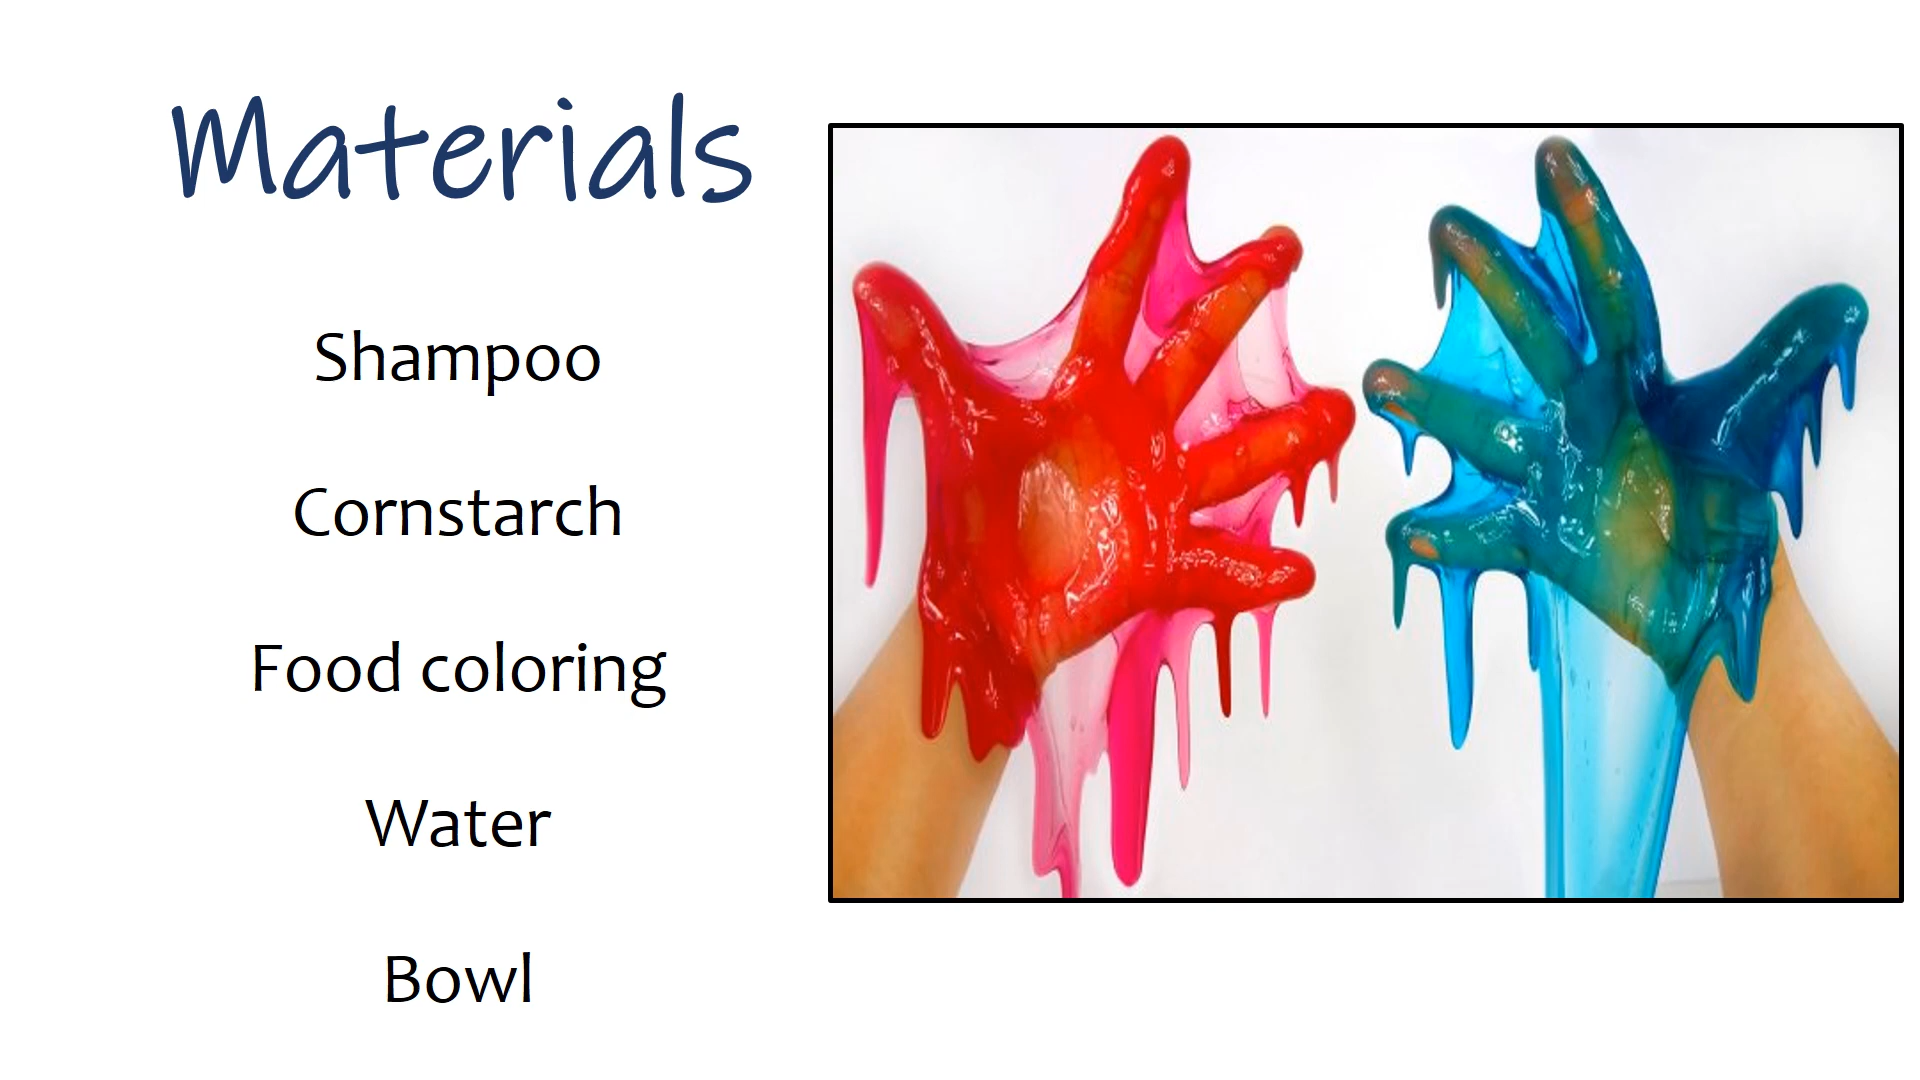 Materials
Shampoo
Cornstarch
Food coloring
Water
Bowl